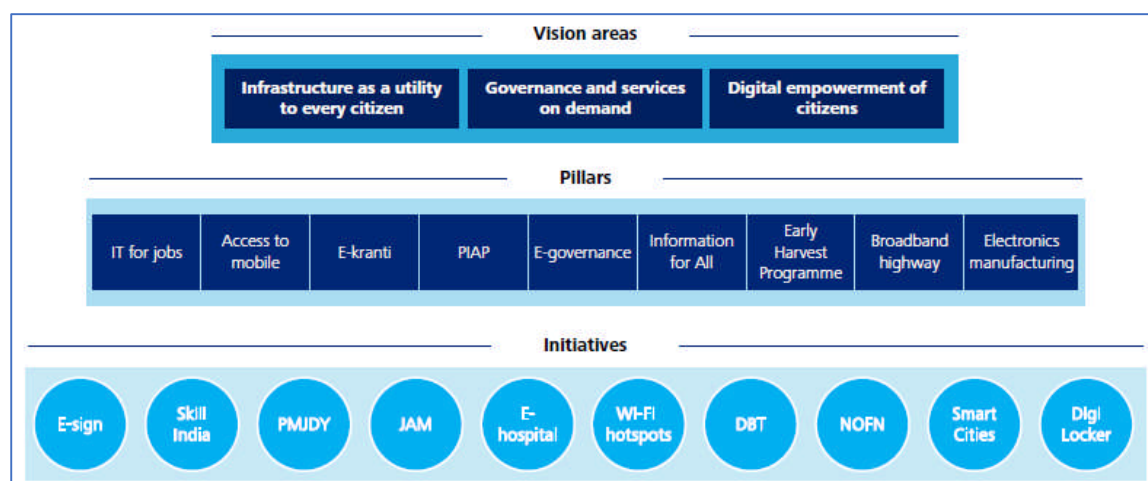 Vision areas
Infrastructure as a utility
to every citizen
Governance and services
on demand
Digital empowerment of
citizens
Pillars
IT for jobs
Access to
mobile
E-kranti
PIAP
E-governance
Information
for All
Early
Harvest
Programme
Broadband
highway
Electronics
manufacturing
Initiatives
E-sign
Skill
India
PMJDY
JAM
E-
hospital
Wi-Fi
hotspots
DBT
NOFN
Smart
Cities
Digi
Locker